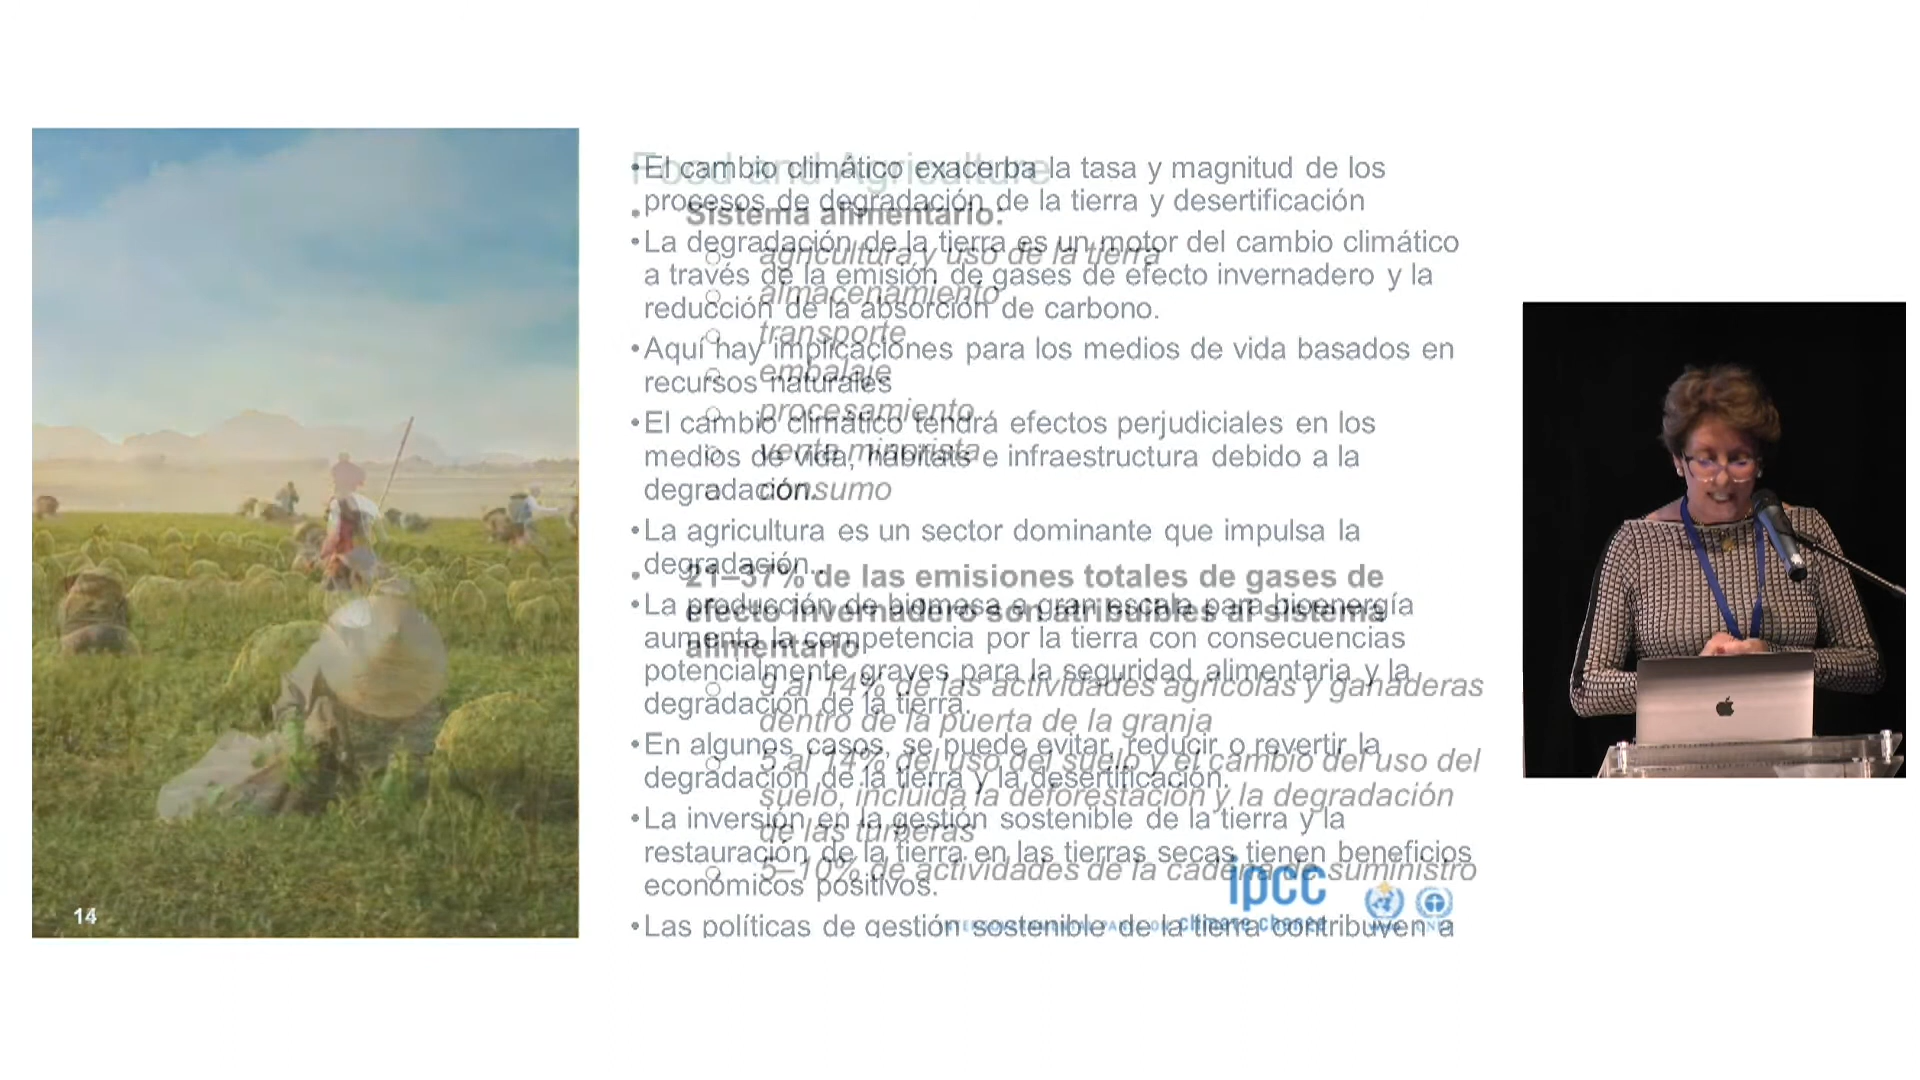 Food and Agriculture
• El cambio climático exacerba la tasa y magnitud de los
procesos de degradación de la tierra y desertificación
• La degradación de la tierra es un motor del cambio climático
a través de la emisión de gases de efecto invernadero y la
reducción de la absorción de carbono.
• Aquí hay implicaciones para los medios de vida basados en
recursos naturales
• El cambio climático tendrá efectos perjudiciales en los
medios de vida, hábitats e infraestructura debido a la
degradación.
• La agricultura es un sector dominante que impulsa la
degradación..
• La producción de biomasa a gran escala para bioenergía
aumenta la competencia por la tierra con consecuencias
potencialmente graves para la seguridad alimentaria y la
degradación de la tierra.
• En algunos casos, se puede evitar, reducir o revertir la
degradación de la tierra y la desertificación.
• La inversión en la gestión sostenible de la tierra y la
restauración de la tierra en las tierras secas tienen beneficios
económicos positivos.
• Las políticas de gestión sostenible de la tierra contribuyen a
• Sistema alimentario:
○ agricultura y uso de la tierra
○ almacenamiento
○ transporte
○ embalaje
○ procesamiento
○ venta minorista
○ consumo
• 21–37% de las emisiones totales de gases de
efecto invernadero son atribuibles al sistema
alimentario
○ 9 al 14% de las actividades agrícolas y ganaderas
dentro de la puerta de la granja
○ 5 al 14% del uso del suelo y el cambio del uso del
suelo, incluida la deforestación y la degradación
de las turberas
○ 5–10% de actividades de la cadena de suministro
14
ipcc
INTERGOVERNMENTAL PANEL ON climate change